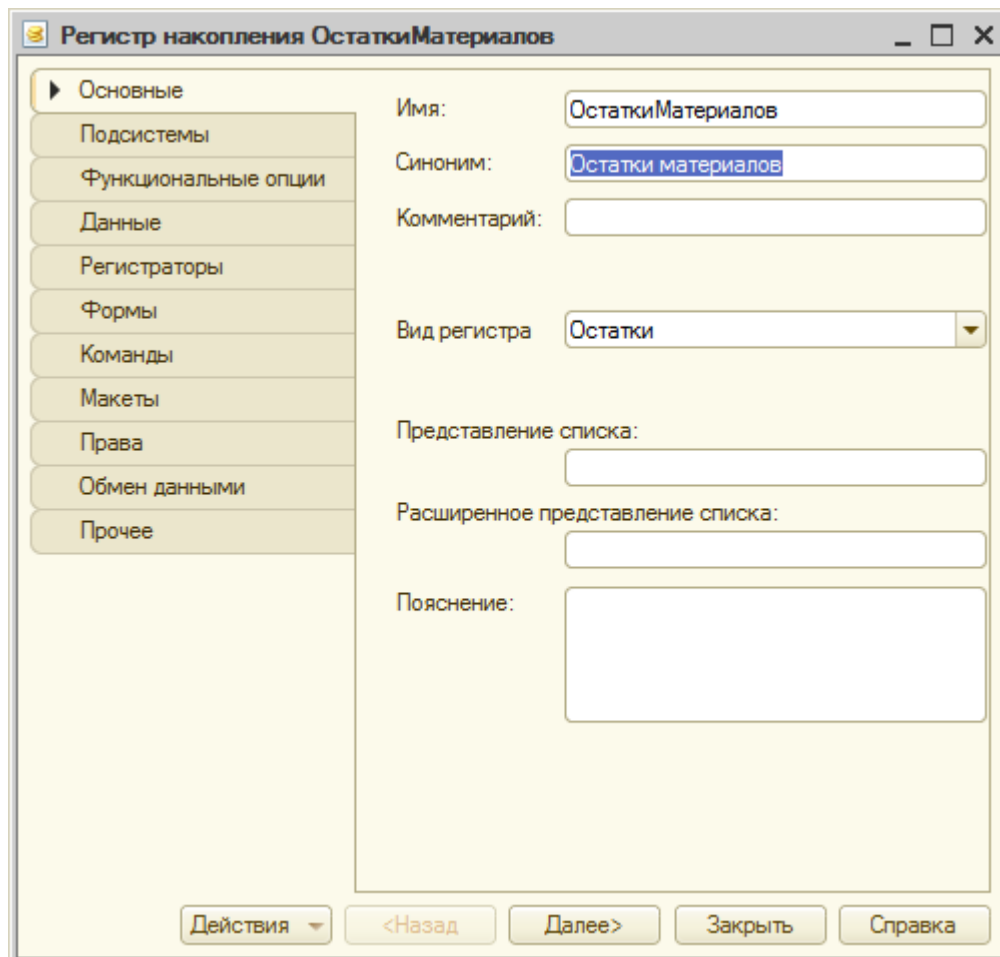 Регистр накопления ОстаткиМатериалов
Основные
Подсистемы
Функциональные опции
Данные
Регистраторы
Формы
Команды
Макеты
Права
Обмен данными
Прочее
Имя: ОстаткиМатериалов
Синоним: Остатки материалов
Комментарий:
Вид регистра Остатки
Представление списка:
Расширенное представление списка:
Пояснение:
Действия <Назад Далее> Закрыть Справка